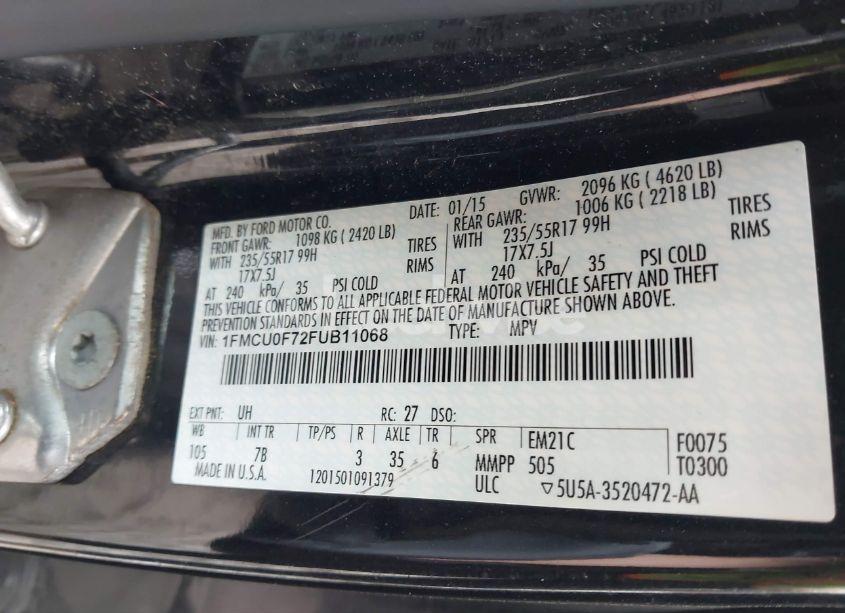 MFD. BY FORD MOTOR CO.
DATE: 01/15 GVWR: 2096 KG ( 4620 LB)
FRONT GAWR: 1098 KG ( 2420 LB) REAR GAWR: 1006 KG ( 2218 LB)
WITH 235/55R17 99H TIRES WITH 235/55R17 99H TIRES
17X7.5J RIMS 17X7.5J RIMS
AT 240 kPa/ 35 PSI COLD AT 240 kPa/ 35 PSI COLD
THIS VEHICLE CONFORMS TO ALL APPLICABLE FEDERAL MOTOR VEHICLE SAFETY AND THEFT
PREVENTION STANDARDS IN EFFECT ON THE DATE OF MANUFACTURE SHOWN ABOVE.
VIN: 1FMCU0F72FUB11068 TYPE: MPV
EXT PNT: UH RC: 27 DSO:
WB INT TR TP/PS R AXLE TR SPR EM21C F0075
105 7B 3 35 6 MMPP 505 T0300
MADE IN U.S.A. 1201501091379 ULC ▽5U5A-3520472-AA